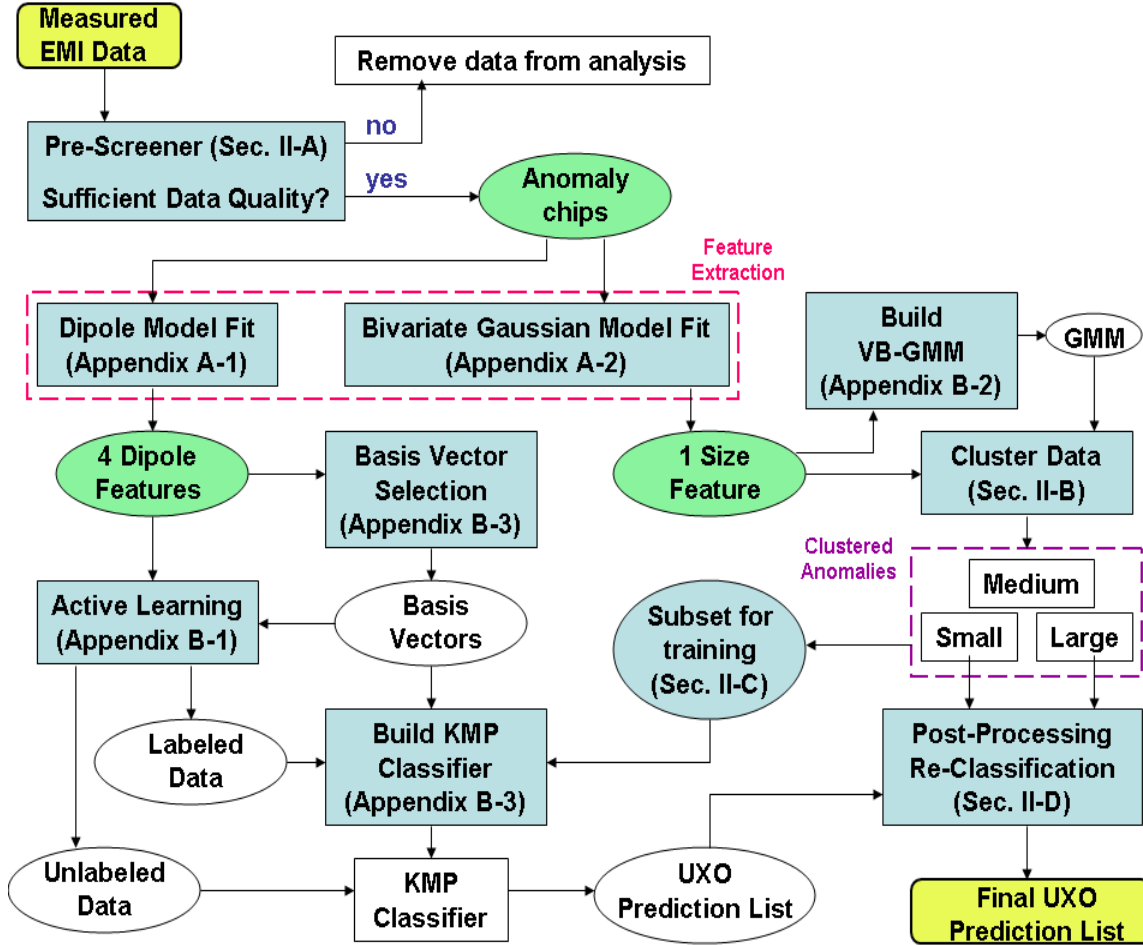 Measured
EMI Data
Remove data from analysis
no
Pre-Screener (Sec. II-A)
Sufficient Data Quality?
yes
Anomaly
chips
Feature
Extraction
Dipole Model Fit
(Appendix A-1)
Bivariate Gaussian Model Fit
(Appendix A-2)
Build
VB-GMM
(Appendix B-2)
GMM
4 Dipole
Features
Basis Vector
Selection
(Appendix B-3)
1 Size
Feature
Cluster Data
(Sec. II-B)
Clustered
Anomalies
Medium
Small
Large
Active Learning
(Appendix B-1)
Basis
Vectors
Subset for
training
(Sec. II-C)
Labeled
Data
Build KMP
Classifier
(Appendix B-3)
Post-Processing
Re-Classification
(Sec. II-D)
Unlabeled
Data
KMP
Classifier
UXO
Prediction List
Final UXO
Prediction List